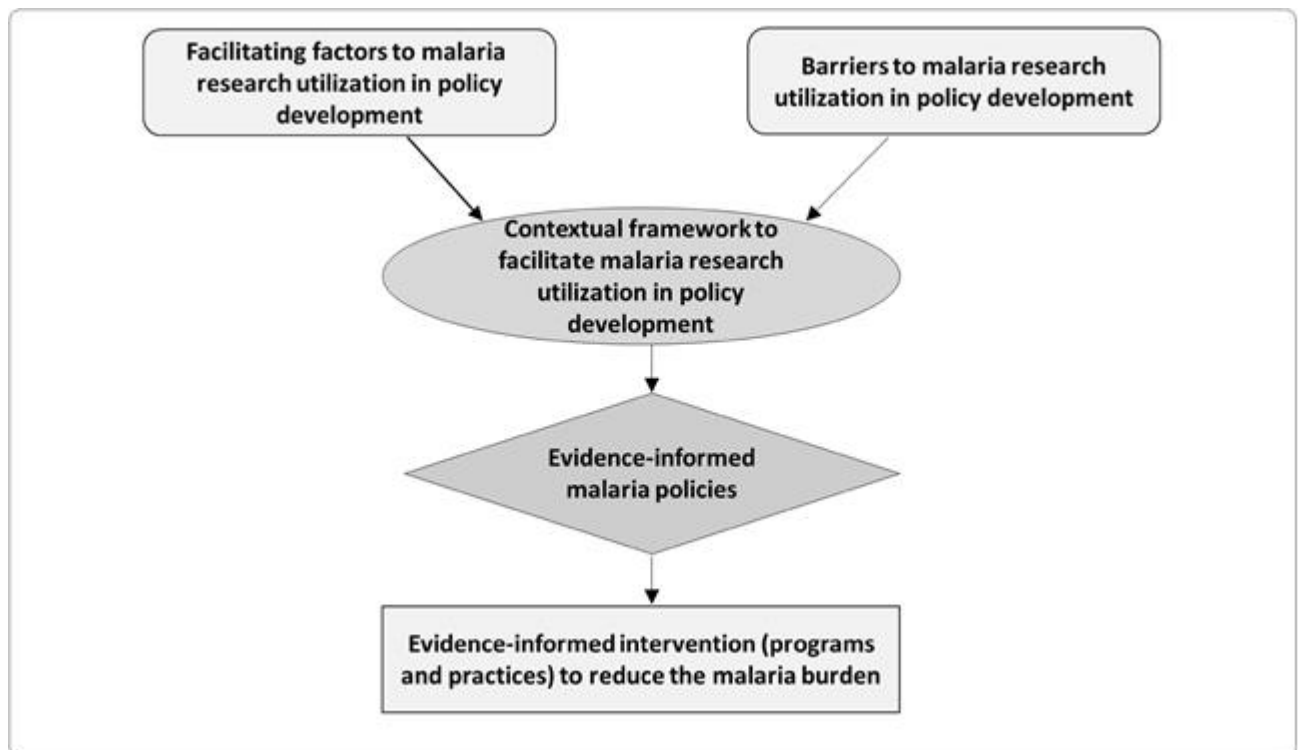 Facilitating factors to malaria
research utilization in policy
development
Barriers to malaria research
utilization in policy development
Contextual framework to
facilitate malaria research
utilization in policy
development
Evidence-informed
malaria policies
Evidence-informed intervention (programs
and practices) to reduce the malaria burden